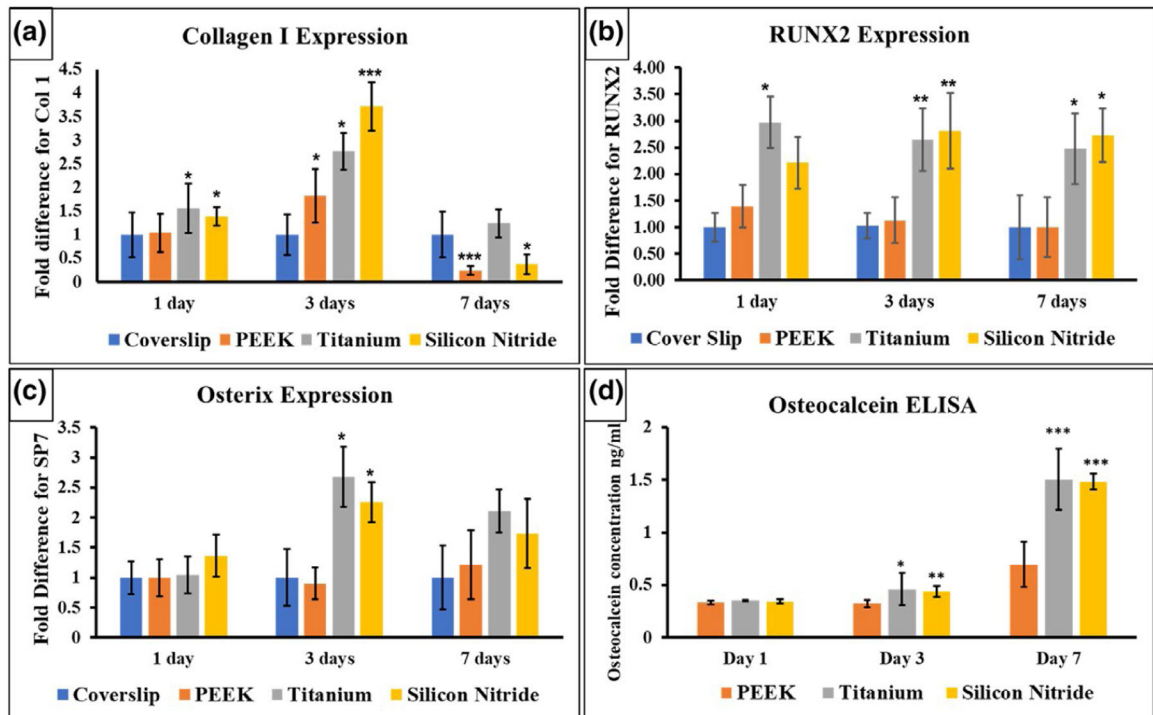 (a)
Collagen I Expression
Fold difference for Col 1
4.5
4
3.5
3
2.5
2
1.5
1
0.5
0
* *
* * ***
*** *
1 day 3 days 7 days
Coverslip PEEK Titanium Silicon Nitride
(b)
RUNX2 Expression
Fold Difference for RUNX2
4.00
3.50
3.00
2.50
2.00
1.50
1.00
0.50
0.00
*
** **
* *
1 day 3 days 7 days
Cover Slip PEEK Titanium Silicon Nitride
(c)
Osterix Expression
Fold Difference for SP7
3.5
3
2.5
2
1.5
1
0.5
0
* *
1 day 3 days 7 days
Coverslip PEEK Titanium Silicon Nitride
(d)
Osteocalcein ELISA
Osteocalcein concentration ng/ml
2
1.5
1
0.5
0
* **
*** ***
Day 1 Day 3 Day 7
PEEK Titanium Silicon Nitride